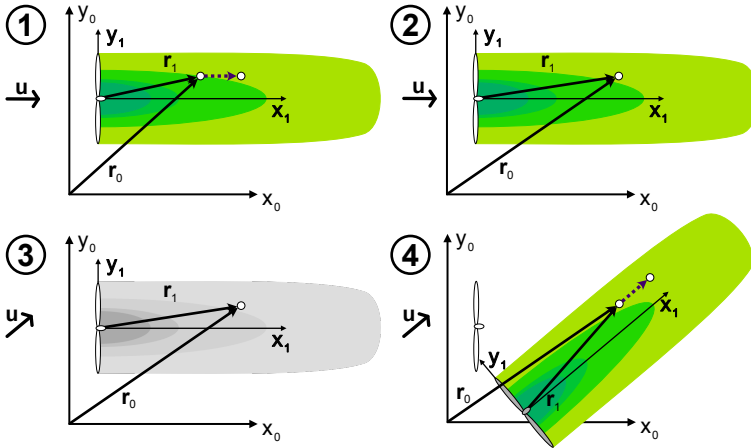 1
y₀
y₁
r₁
u
x₁
r₀
x₀
2
y₀
y₁
r₁
u
x₁
r₀
x₀
3
y₀
y₁
r₁
u
x₁
r₀
x₀
4
y₀
u
x₁
y₁
r₀
r₁
x₀